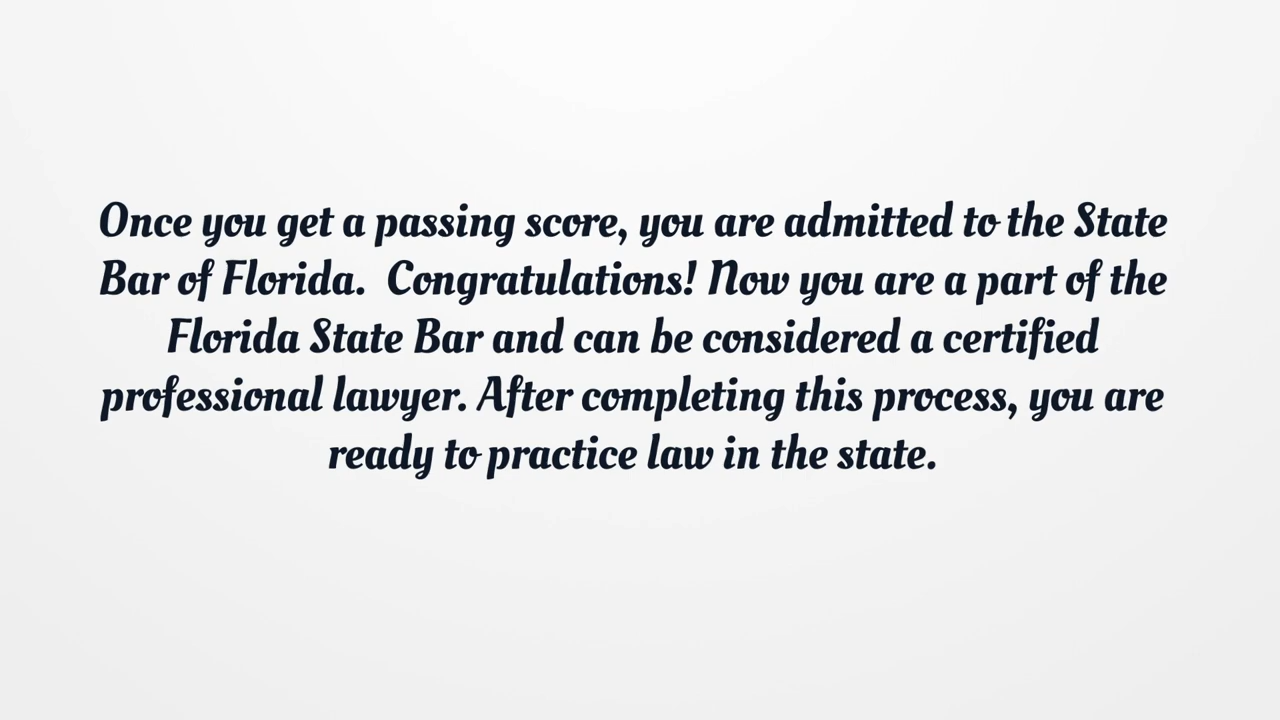 Once you get a passing score, you are admitted to the State
Bar of Florida.  Congratulations! Now you are a part of the
Florida State Bar and can be considered a certified
professional lawyer. After completing this process, you are
ready to practice law in the state.